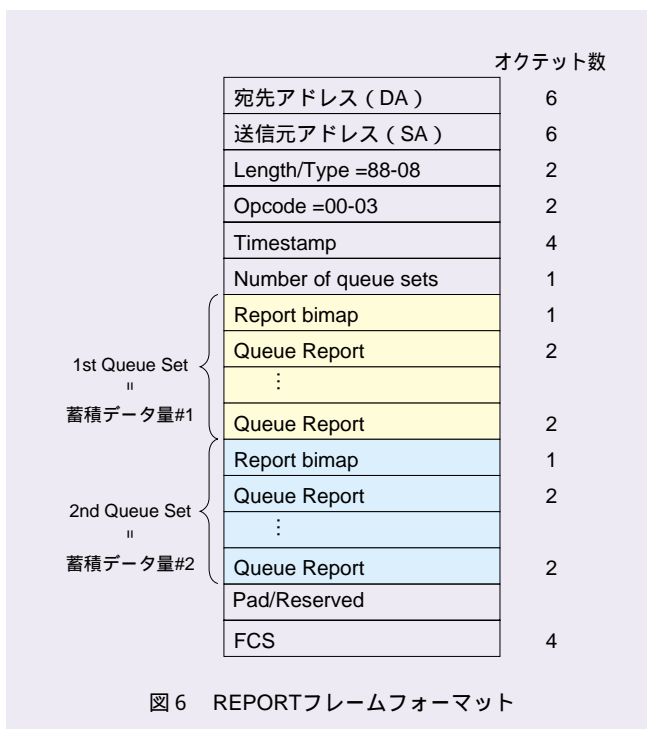 オクテット数
宛先アドレス（DA） 6
送信元アドレス（SA） 6
Length/Type =88-08 2
Opcode =00-03 2
Timestamp 4
Number of queue sets 1
Report bimap 1
Queue Report 2
⋮
Queue Report 2
1st Queue Set
=
蓄積データ量#1
Report bimap 1
Queue Report 2
⋮
Queue Report 2
2nd Queue Set
=
蓄積データ量#2
Pad/Reserved
FCS 4
図6 REPORTフレームフォーマット